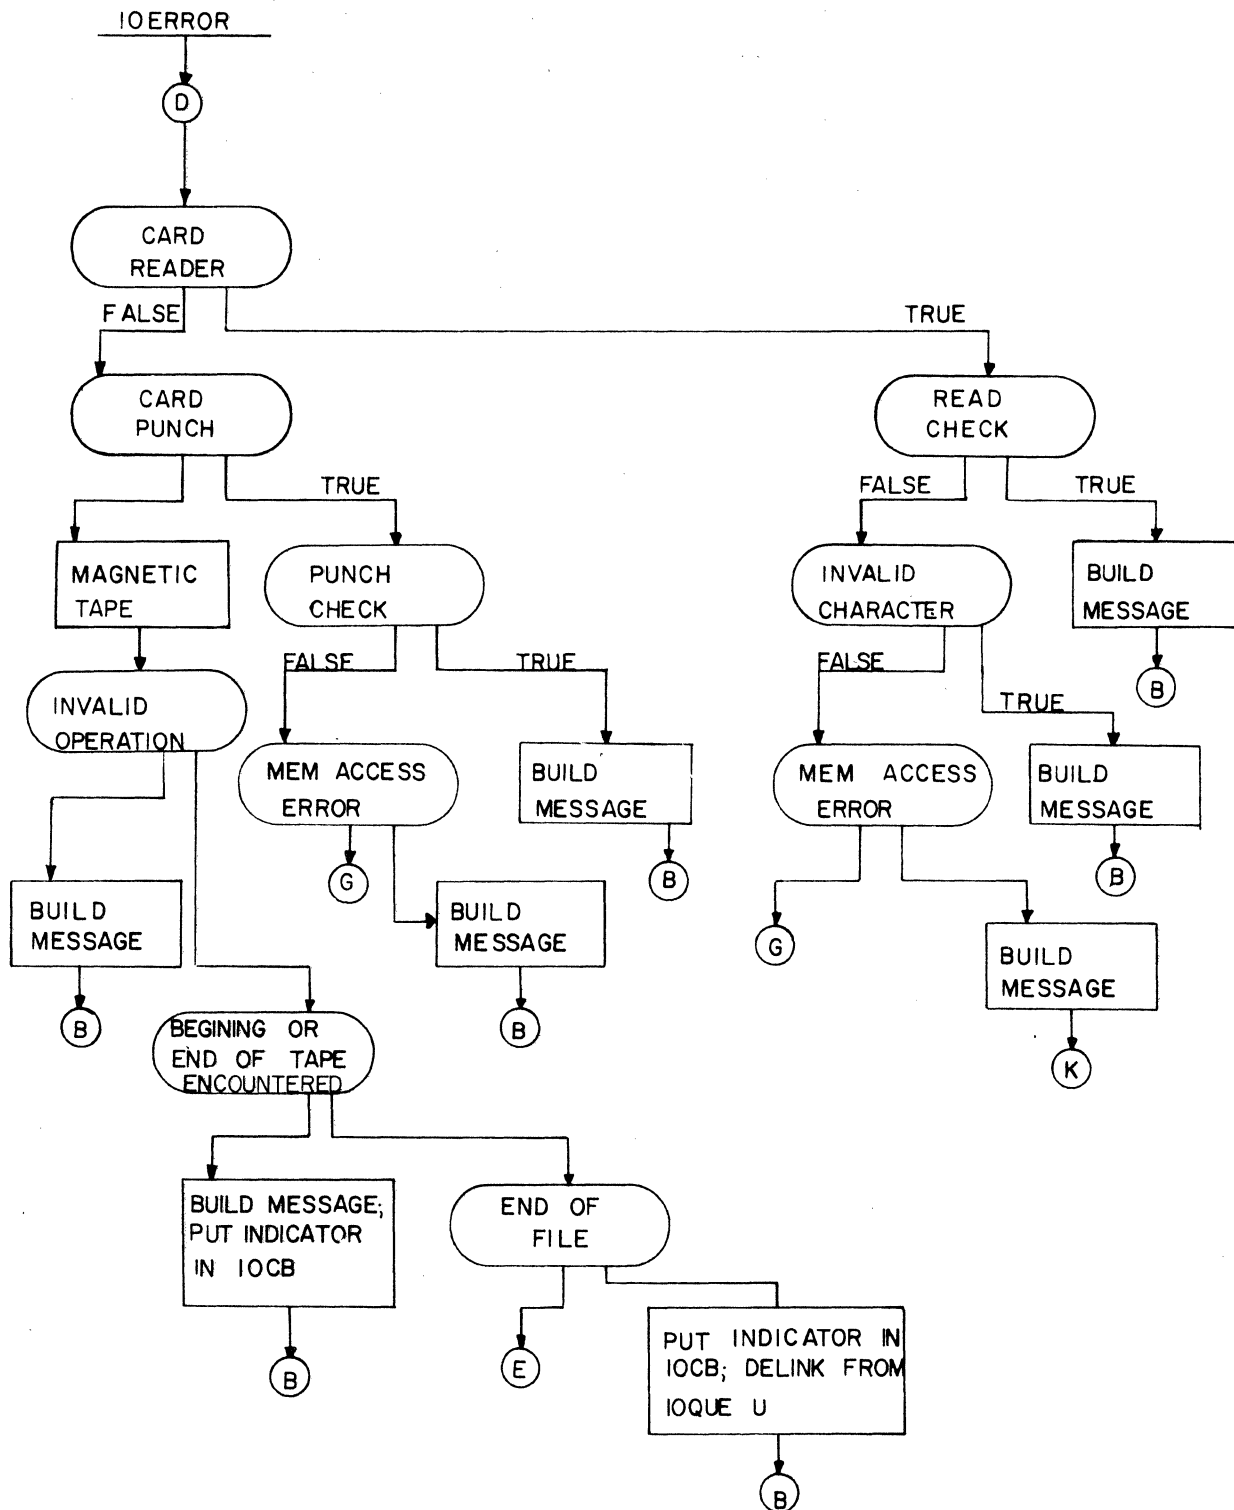 IOERROR
D
CARD
READER
FALSE
TRUE
CARD
PUNCH
READ
CHECK
TRUE
FALSE
TRUE
MAGNETIC
TAPE
PUNCH
CHECK
INVALID
CHARACTER
BUILD
MESSAGE
FALSE
TRUE
FALSE
B
TRUE
INVALID
OPERATION
MEM ACCESS
ERROR
BUILD
MESSAGE
MEM ACCESS
ERROR
BUILD
MESSAGE
G
B
B
BUILD
MESSAGE
BUILD
MESSAGE
G
BUILD
MESSAGE
B
B
K
BEGINING OR
END OF TAPE
ENCOUNTERED
BUILD MESSAGE;
PUT INDICATOR
IN IOCB
END OF
FILE
B
E
PUT INDICATOR IN
IOCB; DELINK FROM
IOQUE U
B